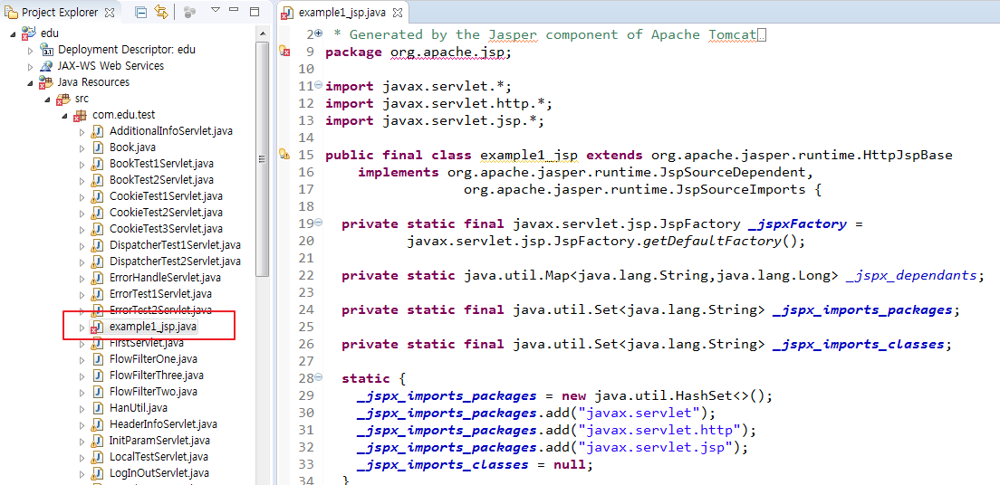 Project Explorer
edu
Deployment Descriptor: edu
JAX-WS Web Services
Java Resources
src
com.edu.test
AdditionalInfoServlet.java
Book.java
BookTest1Servlet.java
BookTest2Servlet.java
CookieTest1Servlet.java
CookieTest2Servlet.java
CookieTest3Servlet.java
DispatcherTest1Servlet.java
DispatcherTest2Servlet.java
ErrorHandleServlet.java
ErrorTest1Servlet.java
ErrorTest2Servlet.java
example1_jsp.java
FirstServlet.java
FlowFilterOne.java
FlowFilterThree.java
FlowFilterTwo.java
HanUtil.java
HeaderInfoServlet.java
InitParamServlet.java
LocalTestServlet.java
LogInOutServlet.java
example1_jsp.java
2 * Generated by the Jasper component of Apache Tomcat
9 package org.apache.jsp;
10
11 import javax.servlet.*;
12 import javax.servlet.http.*;
13 import javax.servlet.jsp.*;
14
15 public final class example1_jsp extends org.apache.jasper.runtime.HttpJspBase
16 implements org.apache.jasper.runtime.JspSourceDependent,
17 org.apache.jasper.runtime.JspSourceImports {
18
19 private static final javax.servlet.jsp.JspFactory _jspxFactory =
20 javax.servlet.jsp.JspFactory.getDefaultFactory();
21
22 private static java.util.Map<java.lang.String,java.lang.Long> _jspx_dependants;
23
24 private static final java.util.Set<java.lang.String> _jspx_imports_packages;
25
26 private static final java.util.Set<java.lang.String> _jspx_imports_classes;
27
28 static {
29 _jspx_imports_packages = new java.util.HashSet<>();
30 _jspx_imports_packages.add("javax.servlet");
31 _jspx_imports_packages.add("javax.servlet.http");
32 _jspx_imports_packages.add("javax.servlet.jsp");
33 _jspx_imports_classes = null;
34 }